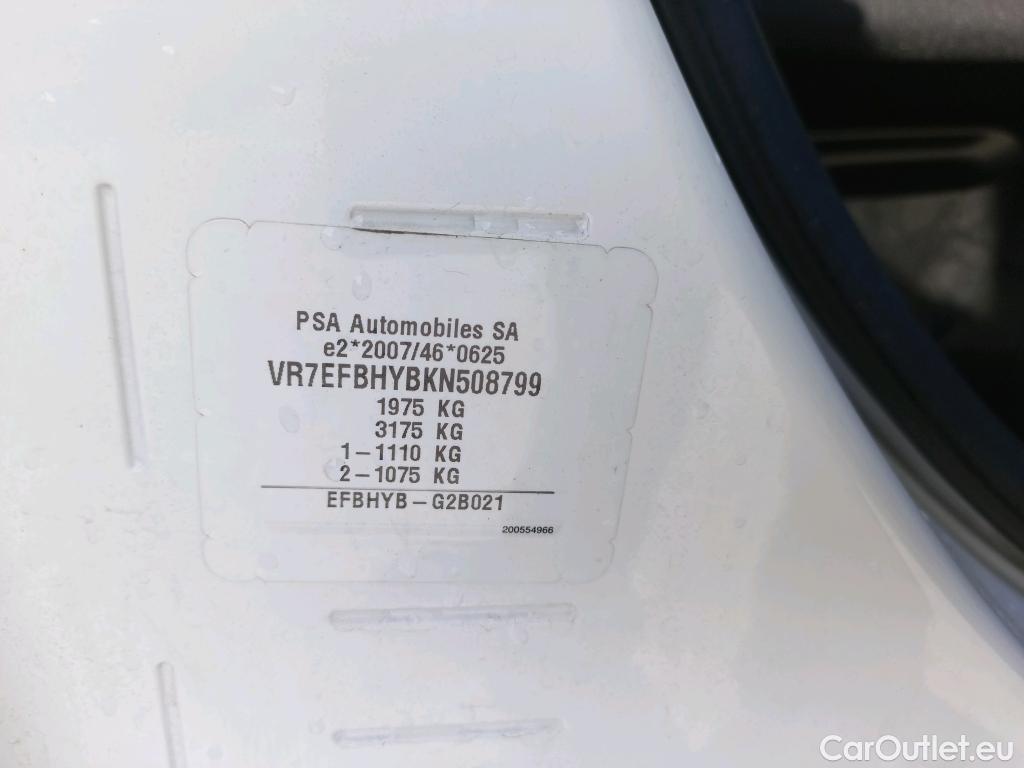 PSA Automobiles SA
e2*2007/46*0625
VR7EFBHYBKN508799
1975 KG
3175 KG
1-1110 KG
2-1075 KG
EFBHYB-G2B021
200554966
CarOutlet.eu